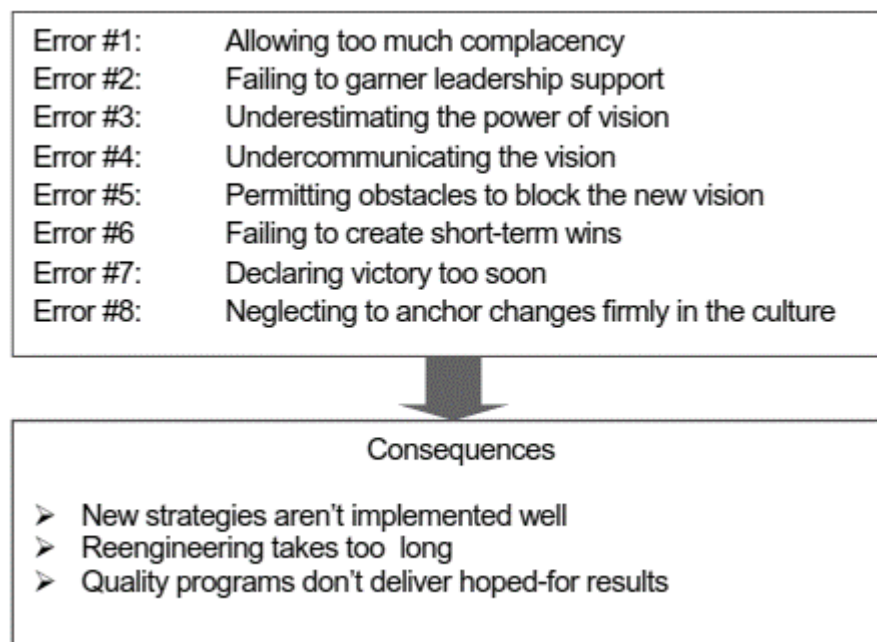 Error #1: Allowing too much complacency
Error #2: Failing to garner leadership support
Error #3: Underestimating the power of vision
Error #4: Undercommunicating the vision
Error #5: Permitting obstacles to block the new vision
Error #6 Failing to create short-term wins
Error #7: Declaring victory too soon
Error #8: Neglecting to anchor changes firmly in the culture
Consequences
➢ New strategies aren't implemented well
➢ Reengineering takes too long
➢ Quality programs don't deliver hoped-for results